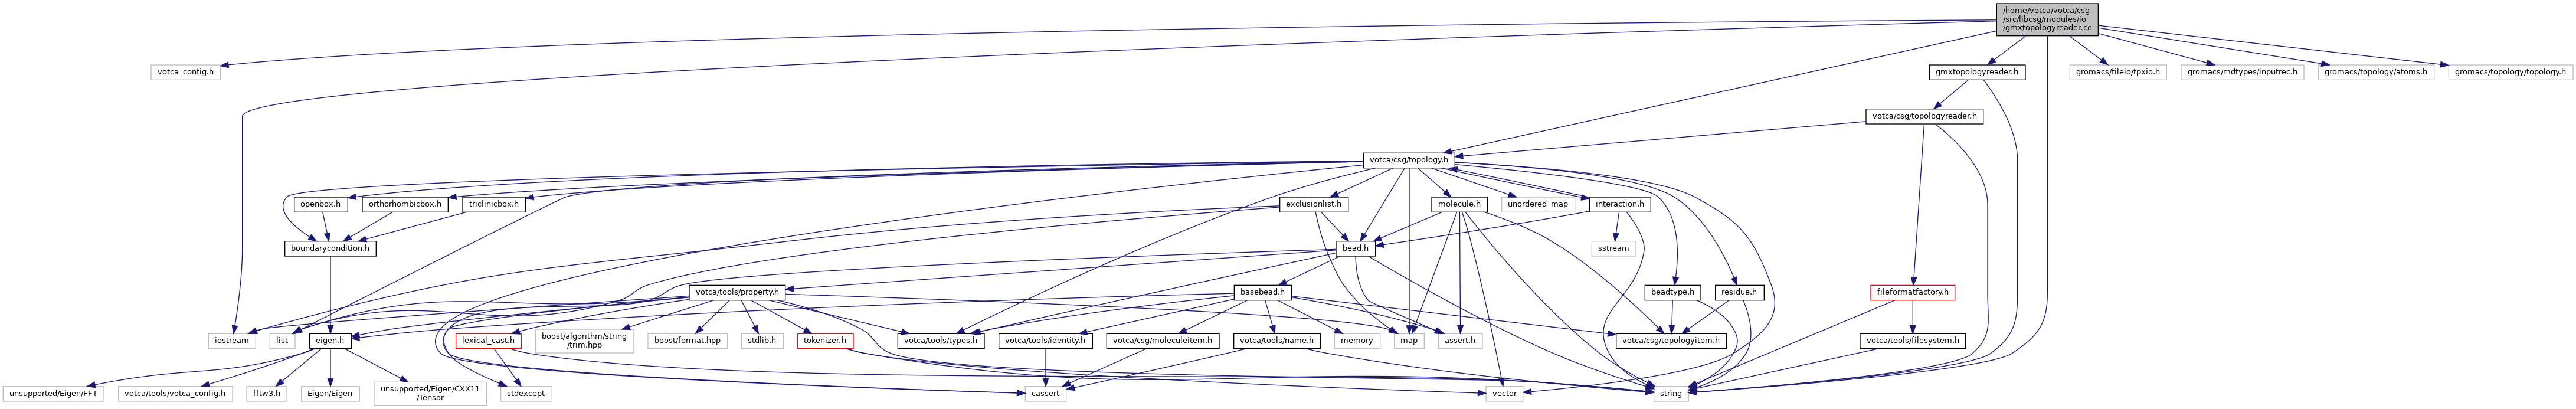 /home/votca/votca/csg
/src/libcsg/modules/io
/gmxtopologyreader.cc
votca_config.h
gmxtopologyreader.h
gromacs/fileio/tpxio.h
gromacs/mdtypes/inputrec.h
gromacs/topology/atoms.h
gromacs/topology/topology.h
votca/csg/topologyreader.h
votca/csg/topology.h
openbox.h
orthorhombicbox.h
triclinicbox.h
exclusionlist.h
molecule.h
unordered_map
interaction.h
boundarycondition.h
bead.h
sstream
votca/tools/property.h
basebead.h
beadtype.h
residue.h
fileformatfactory.h
iostream
list
eigen.h
lexical_cast.h
boost/algorithm/string
/trim.hpp
boost/format.hpp
stdlib.h
tokenizer.h
votca/tools/types.h
votca/tools/identity.h
votca/csg/moleculeitem.h
votca/tools/name.h
memory
map
assert.h
votca/csg/topologyitem.h
votca/tools/filesystem.h
unsupported/Eigen/FFT
votca/tools/votca_config.h
fftw3.h
Eigen/Eigen
unsupported/Eigen/CXX11
/Tensor
stdexcept
cassert
vector
string